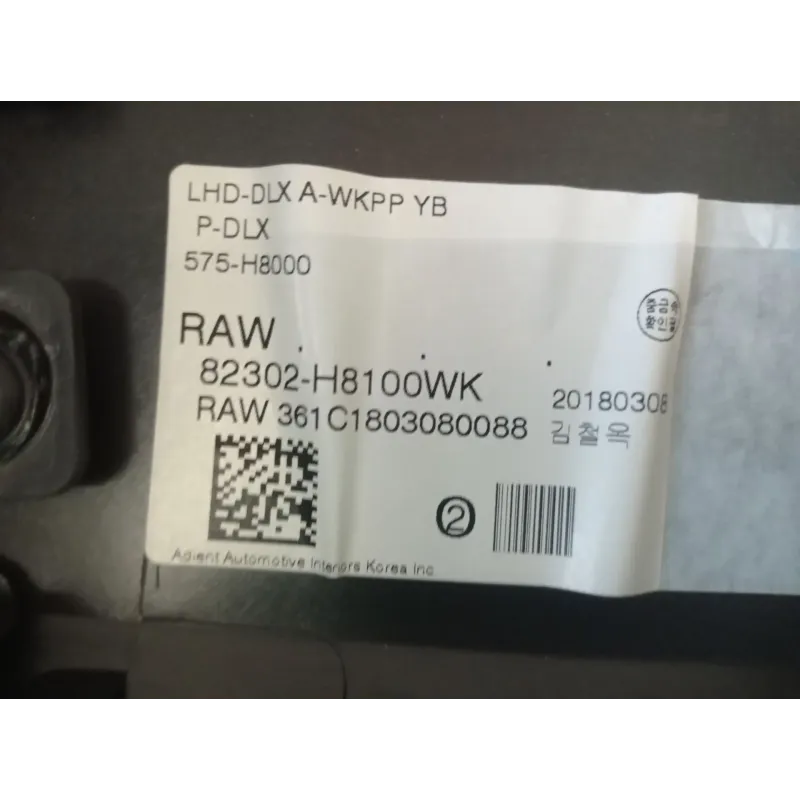 LHD-DLX A-WKPP YB
P-DLX
575-H8000
RAW
82302-H8100WK
20180308
RAW 361C1803080088
김철옥
②
Adient Automotive Interiors Korea Inc